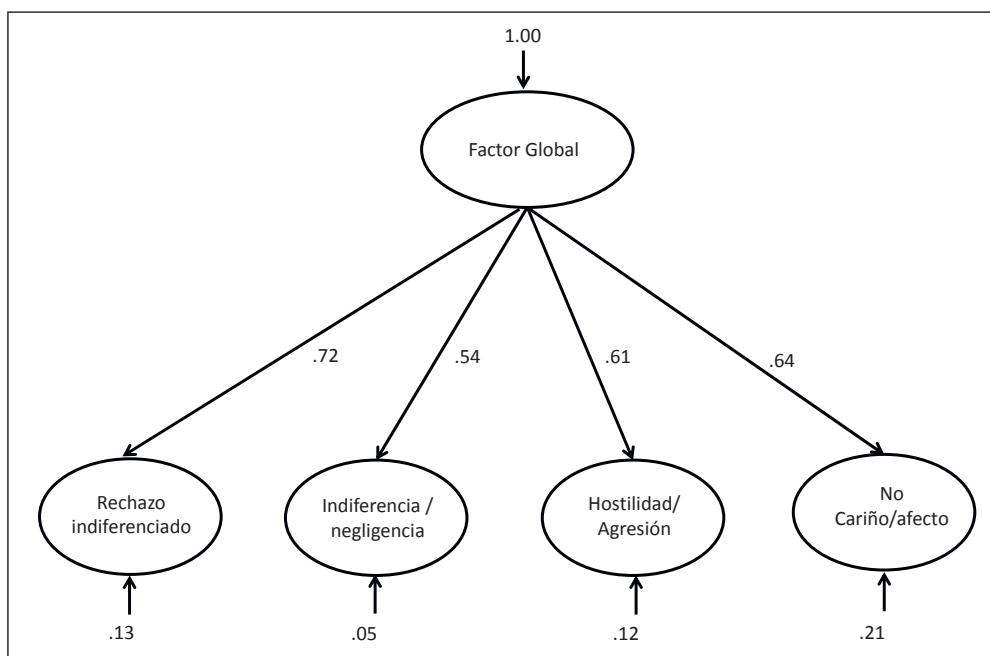 1.00
Factor Global
.72
.54
.61
.64
Rechazo
indiferenciado
Indiferencia /
negligencia
Hostilidad/
Agresión
No
Cariño/afecto
.13
.05
.12
.21